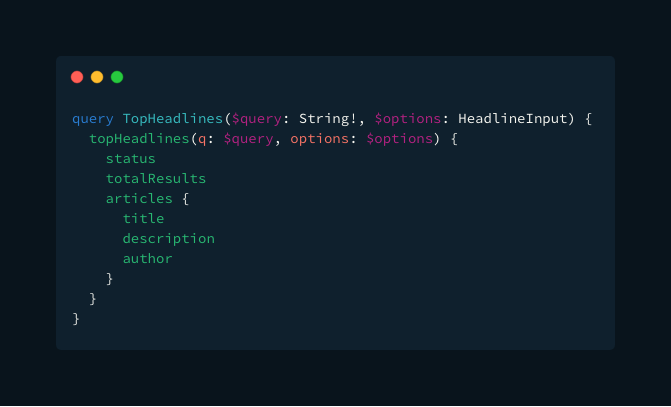 query TopHeadlines($query: String!, $options: HeadlineInput) {
  topHeadlines(q: $query, options: $options) {
    status
    totalResults
    articles {
      title
      description
      author
    }
  }
}